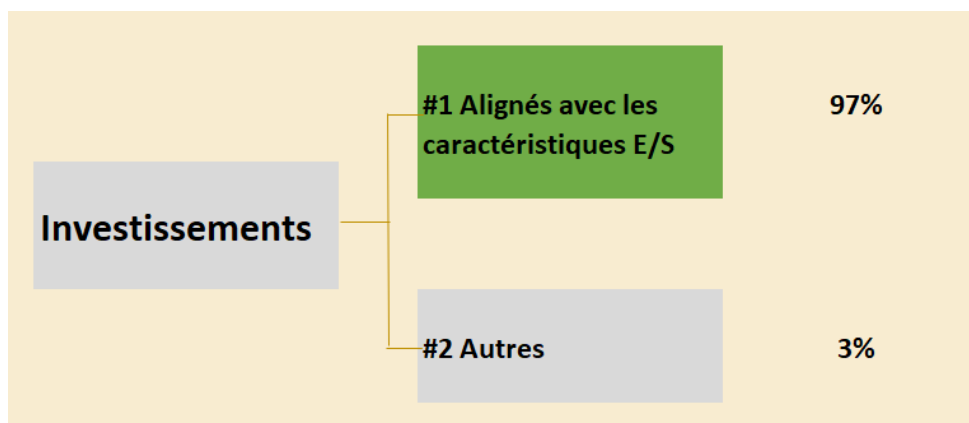 #1 Alignés avec les
caractéristiques E/S
97%
Investissements
#2 Autres
3%